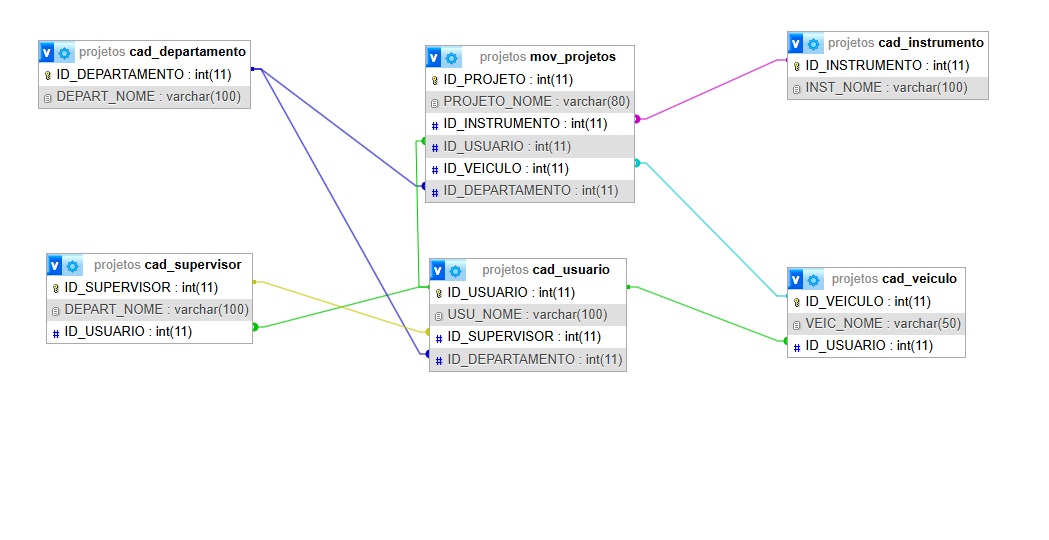 v projetos cad_departamento
ID_DEPARTAMENTO : int(11)
DEPART_NOME : varchar(100)
v projetos mov_projetos
ID_PROJETO : int(11)
PROJETO_NOME : varchar(80)
# ID_INSTRUMENTO : int(11)
# ID_USUARIO : int(11)
# ID_VEICULO : int(11)
# ID_DEPARTAMENTO : int(11)
v projetos cad_instrumento
ID_INSTRUMENTO : int(11)
INST_NOME : varchar(100)
v projetos cad_supervisor
ID_SUPERVISOR : int(11)
DEPART_NOME : varchar(100)
# ID_USUARIO : int(11)
v projetos cad_usuario
ID_USUARIO : int(11)
USU_NOME : varchar(100)
# ID_SUPERVISOR : int(11)
# ID_DEPARTAMENTO : int(11)
v projetos cad_veiculo
ID_VEICULO : int(11)
VEIC_NOME : varchar(50)
# ID_USUARIO : int(11)